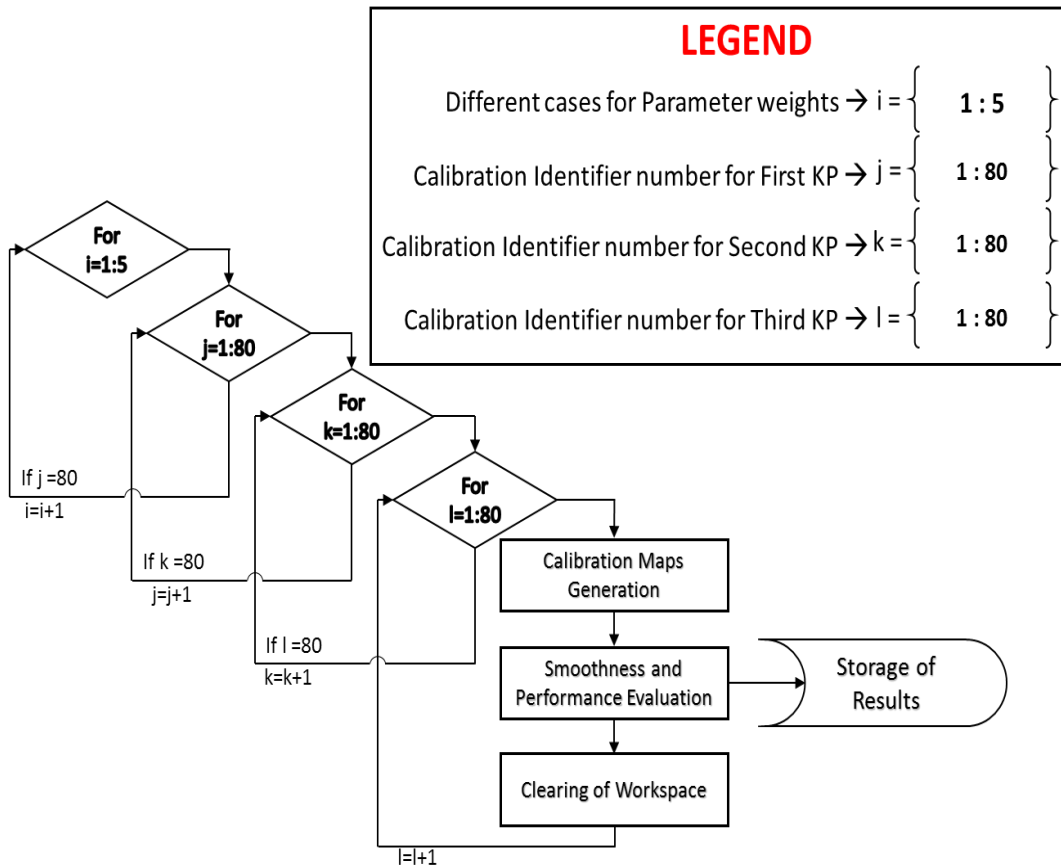 LEGEND
Different cases for Parameter weights → i = { 1 : 5 }
Calibration Identifier number for First KP → j = { 1 : 80 }
Calibration Identifier number for Second KP → k = { 1 : 80 }
Calibration Identifier number for Third KP → l = { 1 : 80 }
For
i=1:5
For
j=1:80
For
k=1:80
For
l=1:80
If j =80
i=i+1
If k =80
j=j+1
If l =80
k=k+1
Calibration Maps
Generation
Smoothness and
Performance Evaluation
Storage of
Results
Clearing of Workspace
l=l+1